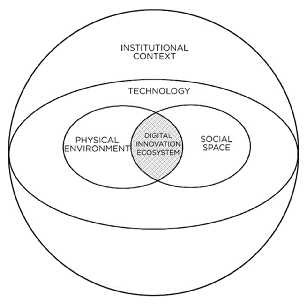 INSTITUTIONAL
CONTEXT
TECHNOLOGY
PHYSICAL
ENVIRONMENT
DIGITAL
INNOVATION
ECOSYSTEM
SOCIAL
SPACE